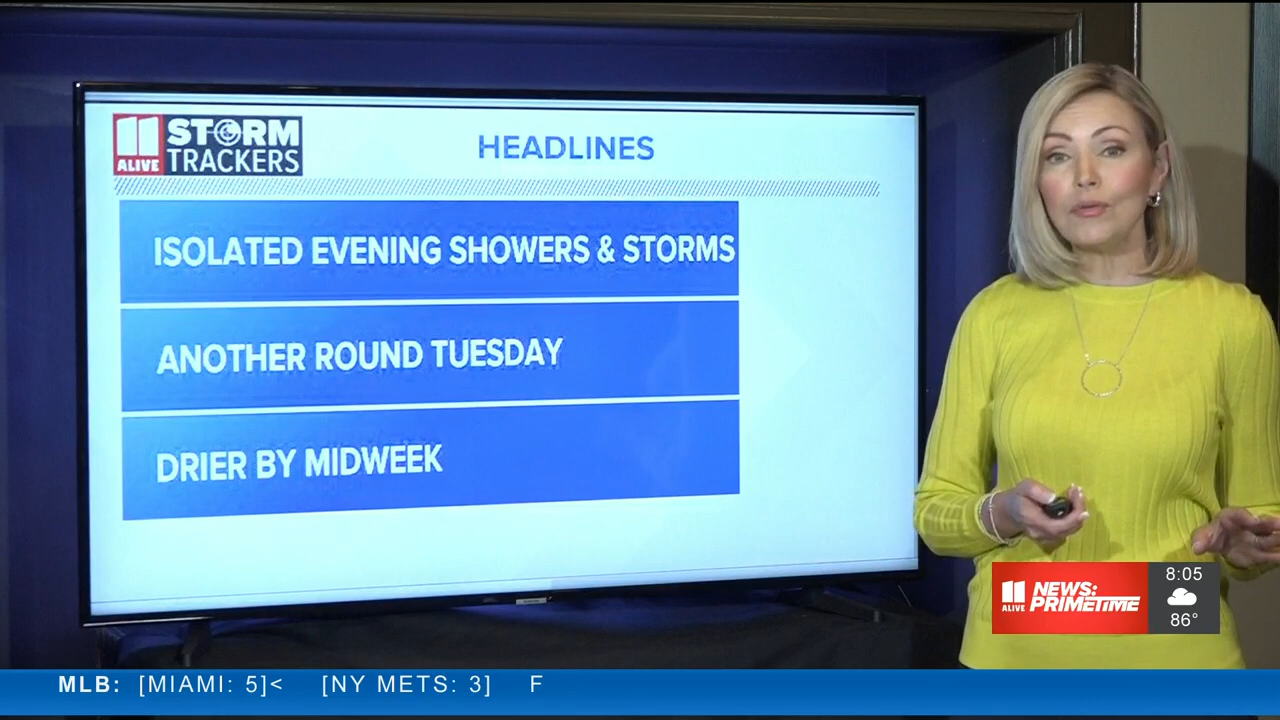 11 ALIVE
STORM
TRACKERS
HEADLINES
ISOLATED EVENING SHOWERS & STORMS
ANOTHER ROUND TUESDAY
DRIER BY MIDWEEK
11 ALIVE
NEWS:
PRIMETIME
8:05
86°
MLB: [MIAMI: 5]< [NY METS: 3] F